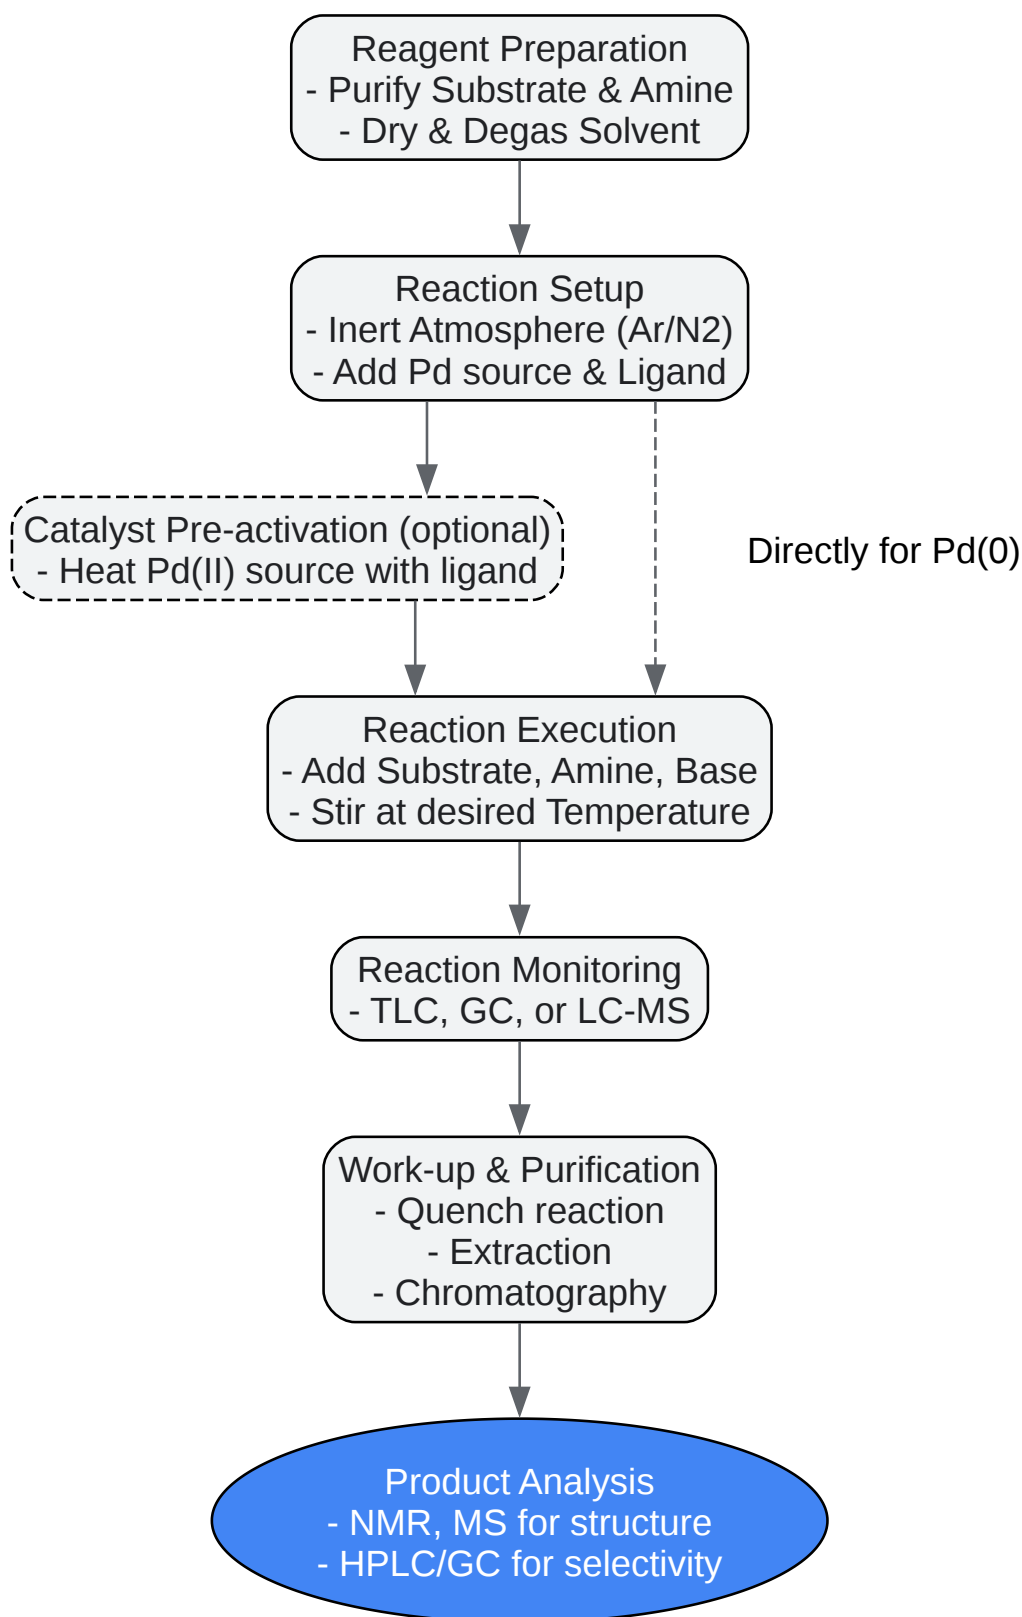 Reagent Preparation
- Purify Substrate & Amine
- Dry & Degas Solvent
Reaction Setup
- Inert Atmosphere (Ar/N2)
- Add Pd source & Ligand
Catalyst Pre-activation (optional)
- Heat Pd(II) source with ligand
Directly for Pd(0)
Reaction Execution
- Add Substrate, Amine, Base
- Stir at desired Temperature
Reaction Monitoring
- TLC, GC, or LC-MS
Work-up & Purification
- Quench reaction
- Extraction
- Chromatography
Product Analysis
- NMR, MS for structure
- HPLC/GC for selectivity